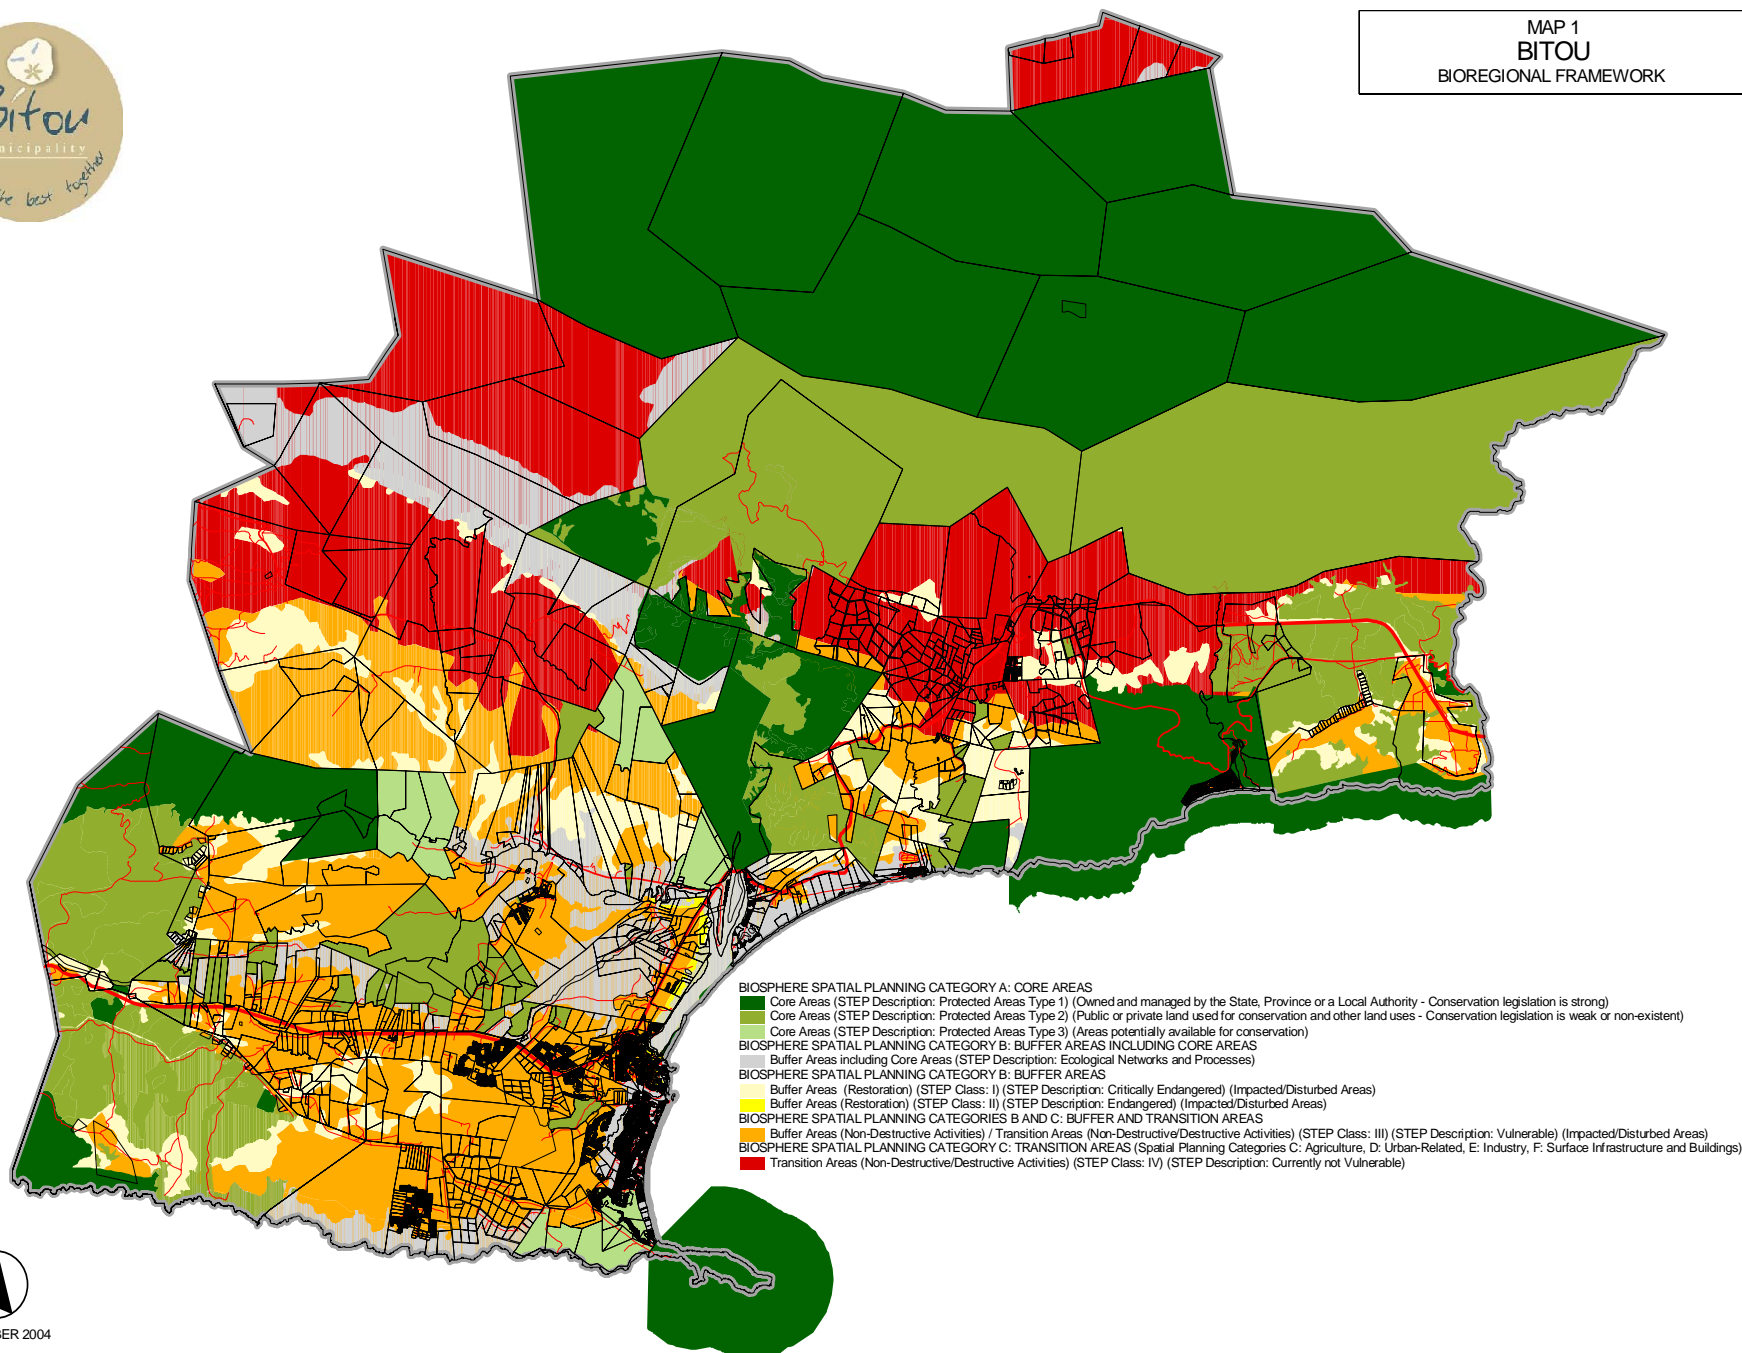 MAP 1
BITOU
BIOREGIONAL FRAMEWORK
Bitou
nicipality
he best together
BIOSPHERE SPATIAL PLANNING CATEGORY A: CORE AREAS
Core Areas (STEP Description: Protected Areas Type 1) (Owned and managed by the State, Province or a Local Authority - Conservation legislation is strong)
Core Areas (STEP Description: Protected Areas Type 2) (Public or private land used for conservation and other land uses - Conservation legislation is weak or non-existent)
Core Areas (STEP Description: Protected Areas Type 3) (Areas potentially available for conservation)
BIOSPHERE SPATIAL PLANNING CATEGORY B: BUFFER AREAS INCLUDING CORE AREAS
Buffer Areas including Core Areas (STEP Description: Ecological Networks and Processes)
BIOSPHERE SPATIAL PLANNING CATEGORY B: BUFFER AREAS
Buffer Areas (Restoration) (STEP Class: I) (STEP Description: Critically Endangered) (Impacted/Disturbed Areas)
Buffer Areas (Restoration) (STEP Class: II) (STEP Description: Endangered) (Impacted/Disturbed Areas)
BIOSPHERE SPATIAL PLANNING CATEGORIES B AND C: BUFFER AND TRANSITION AREAS
Buffer Areas (Non-Destructive Activities) / Transition Areas (Non-Destructive/Destructive Activities) (STEP Class: III) (STEP Description: Vulnerable) (Impacted/Disturbed Areas)
BIOSPHERE SPATIAL PLANNING CATEGORY C: TRANSITION AREAS (Spatial Planning Categories C: Agriculture, D: Urban-Related, E: Industry, F: Surface Infrastructure and Buildings)
Transition Areas (Non-Destructive/Destructive Activities) (STEP Class: IV) (STEP Description: Currently not Vulnerable)
BER 2004